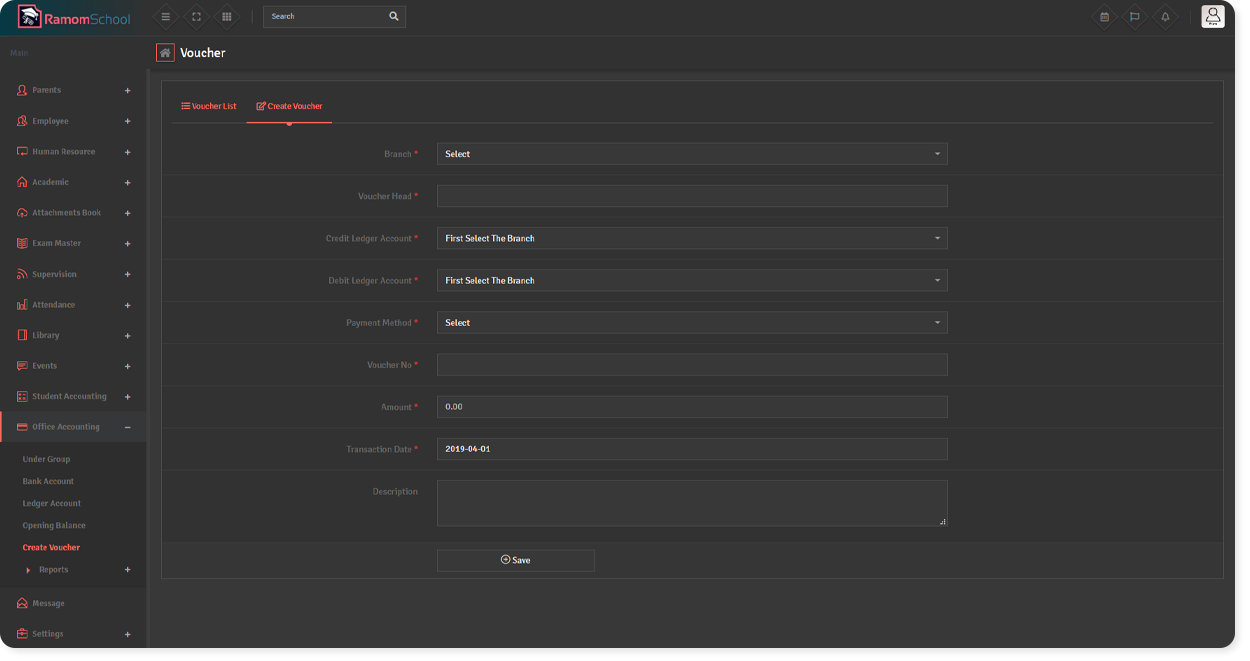 RamomSchool
Search
Main
Voucher
Parents
Employee
Human Resource
Academic
Attachments Book
Exam Master
Supervision
Attendance
Library
Events
Student Accounting
Office Accounting
Under Group
Bank Account
Ledger Account
Opening Balance
Create Voucher
Reports
Message
Settings
Voucher List
Create Voucher
Branch * Select
Voucher Head *
Credit Ledger Account * First Select The Branch
Debit Ledger Account * First Select The Branch
Payment Method * Select
Voucher No *
Amount * 0.00
Transaction Date * 2019-04-01
Description
Save